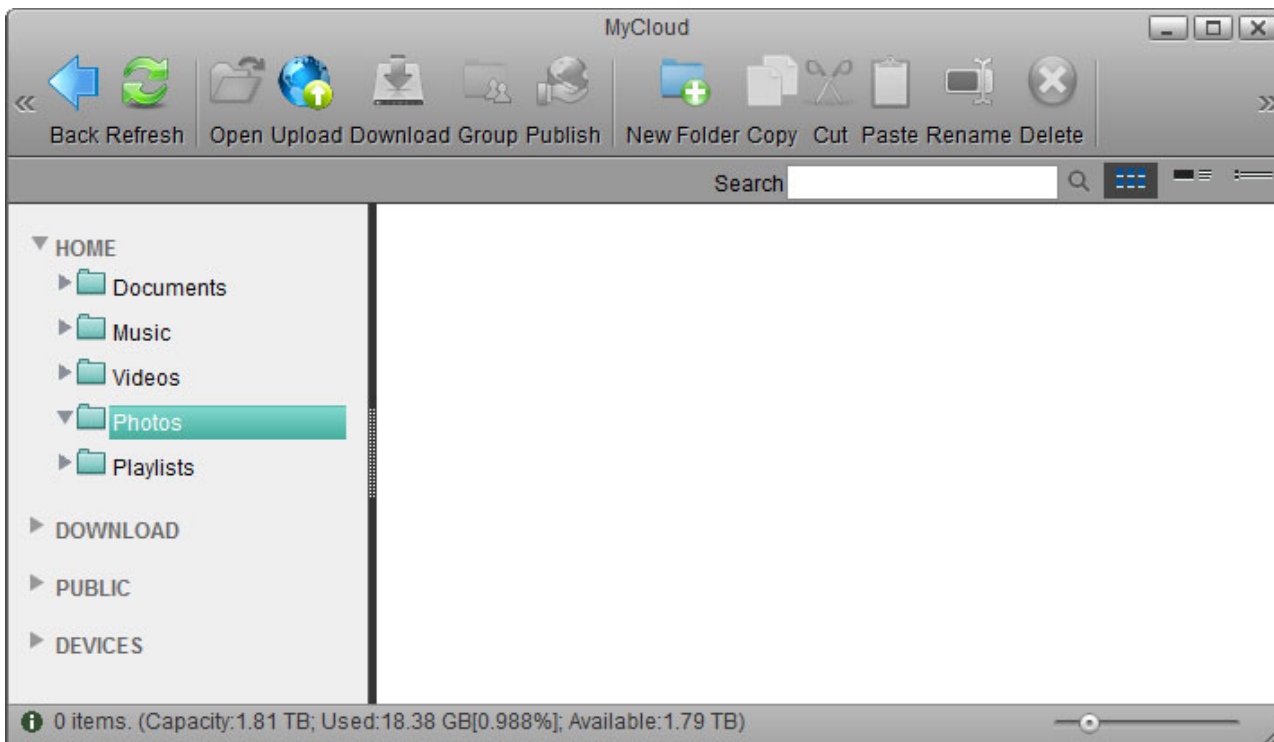 MyCloud
Back Refresh Open Upload Download Group Publish New Folder Copy Cut Paste Rename Delete
Search
HOME
Documents
Music
Videos
Photos
Playlists
DOWNLOAD
PUBLIC
DEVICES
0 items. (Capacity:1.81 TB; Used:18.38 GB[0.988%]; Available:1.79 TB)